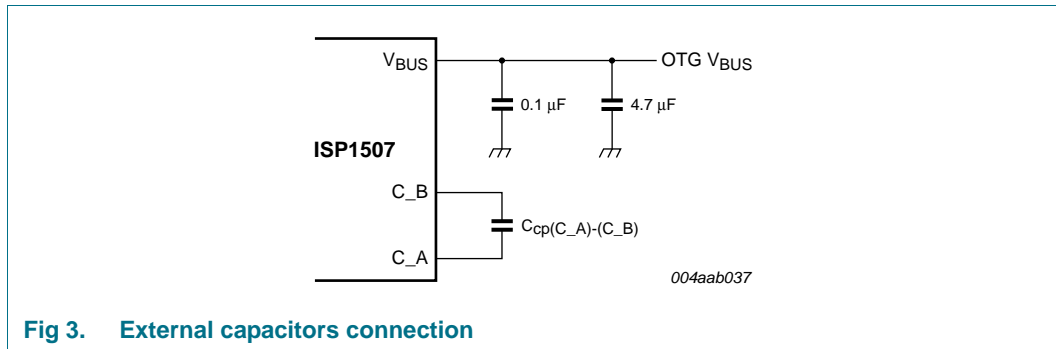 VBUS
OTG VBUS
0.1 μF
4.7 μF
ISP1507
C_B
Ccp(C_A)-(C_B)
C_A
004aab037
Fig 3. External capacitors connection